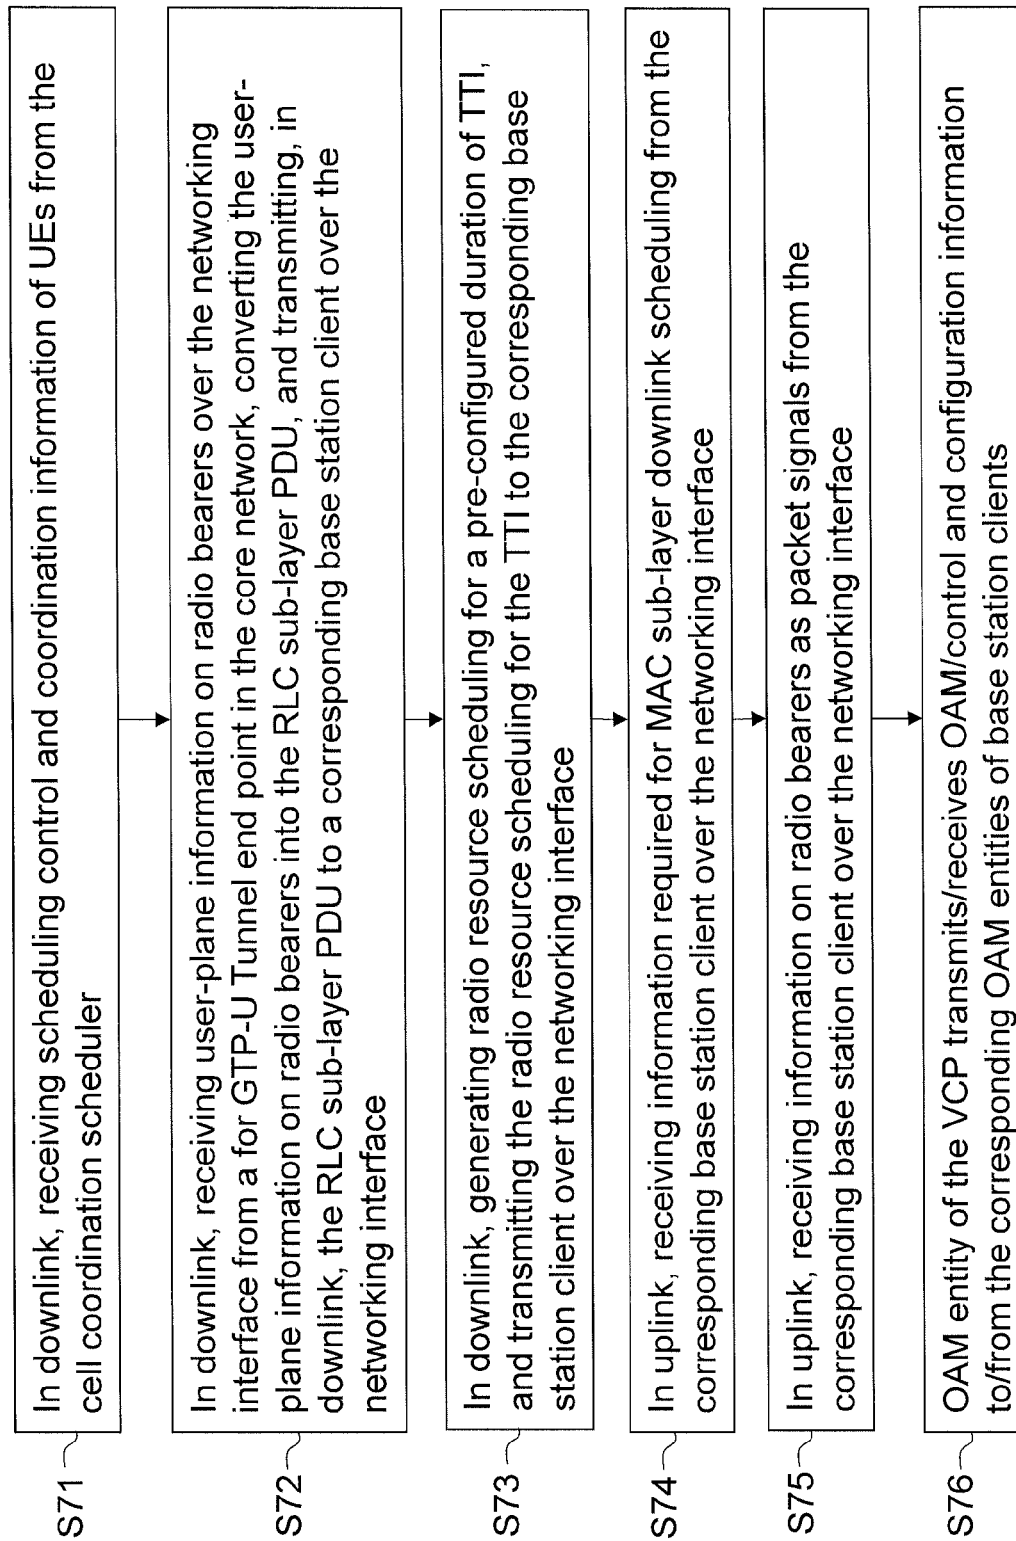 S71
In downlink, receiving scheduling control and coordination information of UEs from the
cell coordination scheduler
S72
In downlink, receiving user-plane information on radio bearers over the networking
interface from a for GTP-U Tunnel end point in the core network, converting the user-
plane information on radio bearers into the RLC sub-layer PDU, and transmitting, in
downlink, the RLC sub-layer PDU to a corresponding base station client over the
networking interface
S73
In downlink, generating radio resource scheduling for a pre-configured duration of TTI,
and transmitting the radio resource scheduling for the TTI to the corresponding base
station client over the networking interface
S74
In uplink, receiving information required for MAC sub-layer downlink scheduling from the
corresponding base station client over the networking interface
S75
In uplink, receiving information on radio bearers as packet signals from the
corresponding base station client over the networking interface
S76
OAM entity of the VCP transmits/receives OAM/control and configuration information
to/from the corresponding OAM entities of base station clients